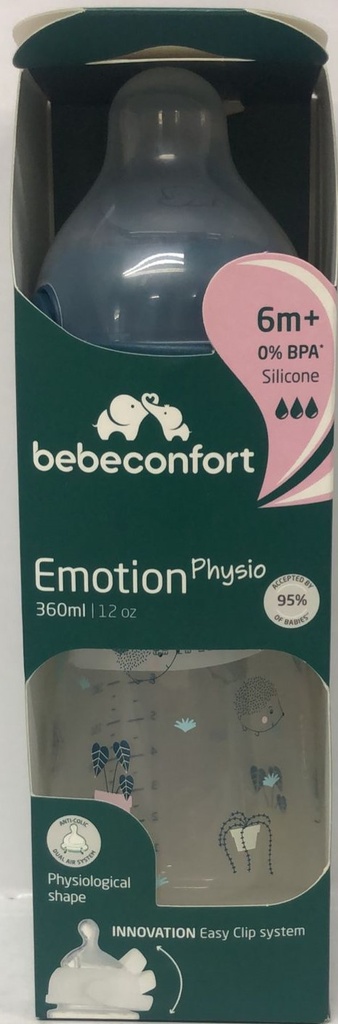 6m+
0% BPA*
Silicone
bebeconfort
Emotion Physio
360ml | 12 oz
ACCEPTED BY
95%
OF BABIES*
ANTI-COLIC
DUAL AIR SYSTEM
Physiological
shape
INNOVATION Easy Clip system